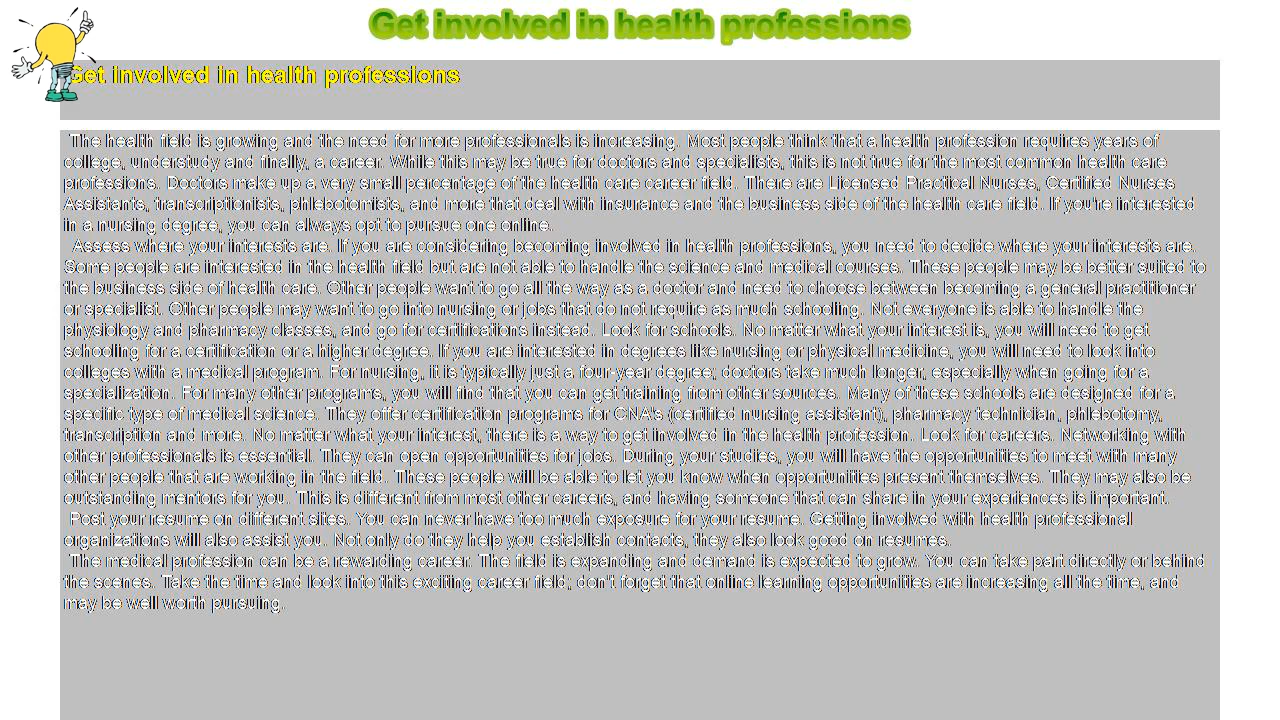 Get involved in health professions
Get involved in health professions
The health field is growing and the need for more professionals is increasing. Most people think that a health profession requires years of
college, understudy and finally, a career. While this may be true for doctors and specialists, this is not true for the most common health care
professions. Doctors make up a very small percentage of the health care career field. There are Licensed Practical Nurses, Certified Nurses
Assistants, transcriptionists, phlebotomists, and more that deal with insurance and the business side of the health care field. If you're interested
in a nursing degree, you can always opt to pursue one online.
Assess where your interests are. If you are considering becoming involved in health professions, you need to decide where your interests are.
Some people are interested in the health field but are not able to handle the science and medical courses. These people may be better suited to
the business side of health care. Other people want to go all the way as a doctor and need to choose between becoming a general practitioner
or specialist. Other people may want to go into nursing or jobs that do not require as much schooling. Not everyone is able to handle the
physiology and pharmacy classes, and go for certifications instead. Look for schools. No matter what your interest is, you will need to get
schooling for a certification or a higher degree. If you are interested in degrees like nursing or physical medicine, you will need to look into
colleges with a medical program. For nursing, it is typically just a four-year degree; doctors take much longer, especially when going for a
specialization. For many other programs, you will find that you can get training from other sources. Many of these schools are designed for a
specific type of medical science. They offer certification programs for CNA's (certified nursing assistant), pharmacy technician, phlebotomy,
transcription and more. No matter what your interest, there is a way to get involved in the health profession. Look for careers. Networking with
other professionals is essential. They can open opportunities for jobs. During your studies, you will have the opportunities to meet with many
other people that are working in the field. These people will be able to let you know when opportunities present themselves. They may also be
outstanding mentors for you. This is different from most other careers, and having someone that can share in your experiences is important.
Post your resume on different sites. You can never have too much exposure for your resume. Getting involved with health professional
organizations will also assist you. Not only do they help you establish contacts, they also look good on resumes.
The medical profession can be a rewarding career. The field is expanding and demand is expected to grow. You can take part directly or behind
the scenes. Take the time and look into this exciting career field; don't forget that online learning opportunities are increasing all the time, and
may be well worth pursuing.